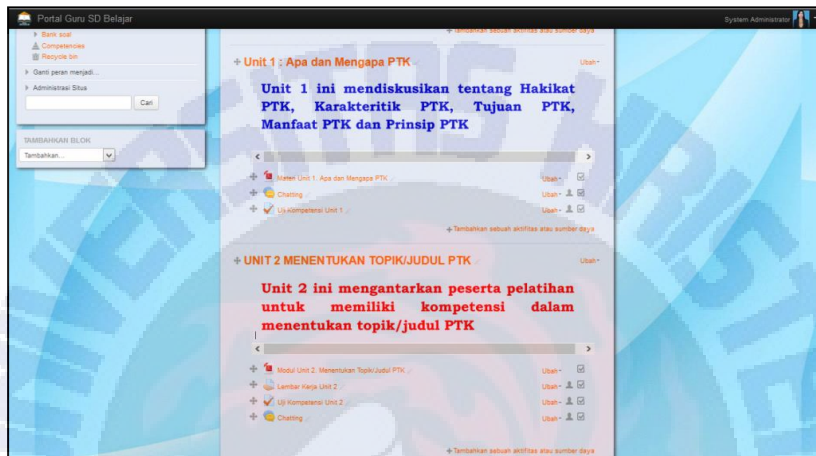 Portal Guru SD Belajar
System Administrator
Bank soal
Competencies
Recycle bin
Ganti peran menjadi...
Administrasi Situs
Cari
TAMBAHKAN BLOK
Tambahkan...
Tambahkan sebuah aktifitas atau sumber daya
Unit 1 : Apa dan Mengapa PTK
Ubah
Unit 1 ini mendiskusikan tentang Hakikat
PTK, Karakteritik PTK, Tujuan PTK,
Manfaat PTK dan Prinsip PTK
Materi Unit 1. Apa dan Mengapa PTK
Ubah
Chatting
Ubah
Uji Kompetensi Unit 1
Ubah
Tambahkan sebuah aktifitas atau sumber daya
UNIT 2 MENENTUKAN TOPIK/JUDUL PTK
Ubah
Unit 2 ini mengantarkan peserta pelatihan
untuk memiliki kompetensi dalam
menentukan topik/judul PTK
Modul Unit 2. Menentukan Topik/Judul PTK
Ubah
Lembar Kerja Unit 2
Ubah
Uji Kompetensi Unit 2
Ubah
Chatting
Ubah
Tambahkan sebuah aktifitas atau sumber daya